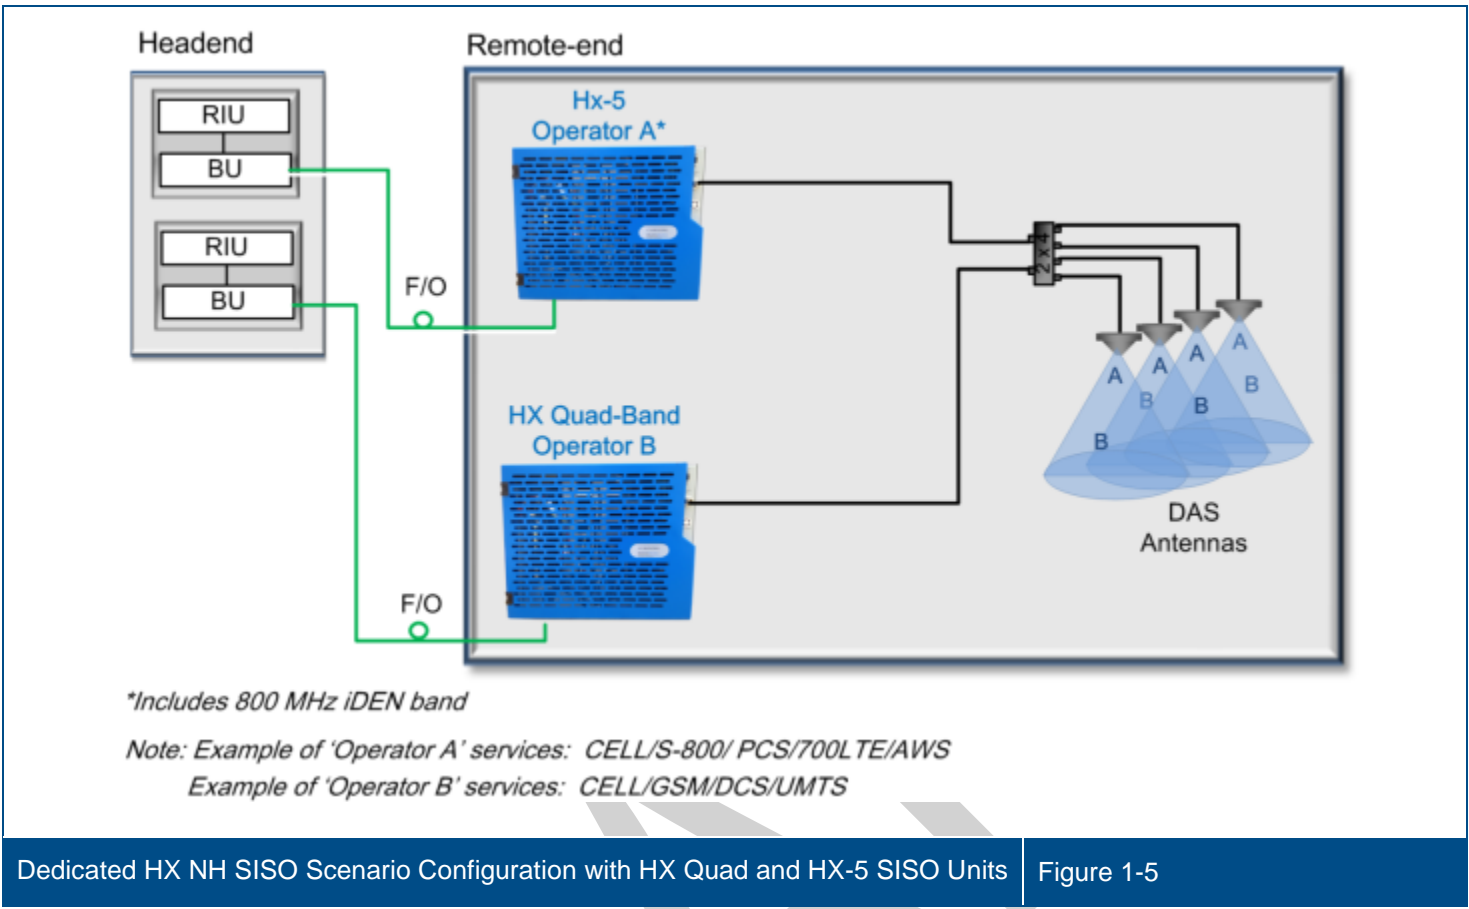 Headend
Remote-end
RIU
BU
RIU
BU
F/O
F/O
Hx-5
Operator A*
HX Quad-Band
Operator B
2 x 4
A
A
A
A
B
B
B
B
DAS
Antennas
*Includes 800 MHz iDEN band
Note: Example of ‘Operator A’ services: CELL/S-800/ PCS/700LTE/AWS
Example of ‘Operator B’ services: CELL/GSM/DCS/UMTS
Dedicated HX NH SISO Scenario Configuration with HX Quad and HX-5 SISO Units
Figure 1-5